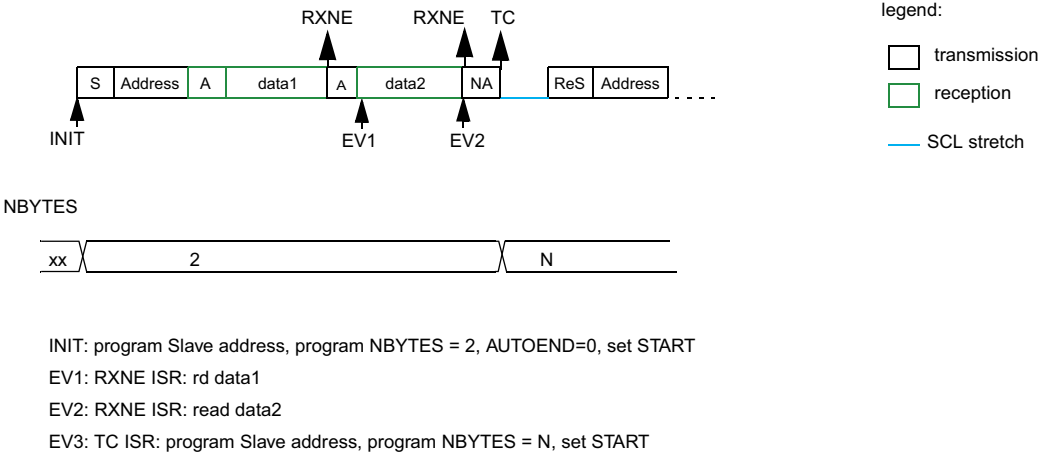 RXNE RXNE TC
legend:
S Address A data1 A data2 NA ReS Address
transmission
reception
INIT EV1 EV2
SCL stretch
NBYTES
xx 2 N
INIT: program Slave address, program NBYTES = 2, AUTOEND=0, set START
EV1: RXNE ISR: rd data1
EV2: RXNE ISR: read data2
EV3: TC ISR: program Slave address, program NBYTES = N, set START